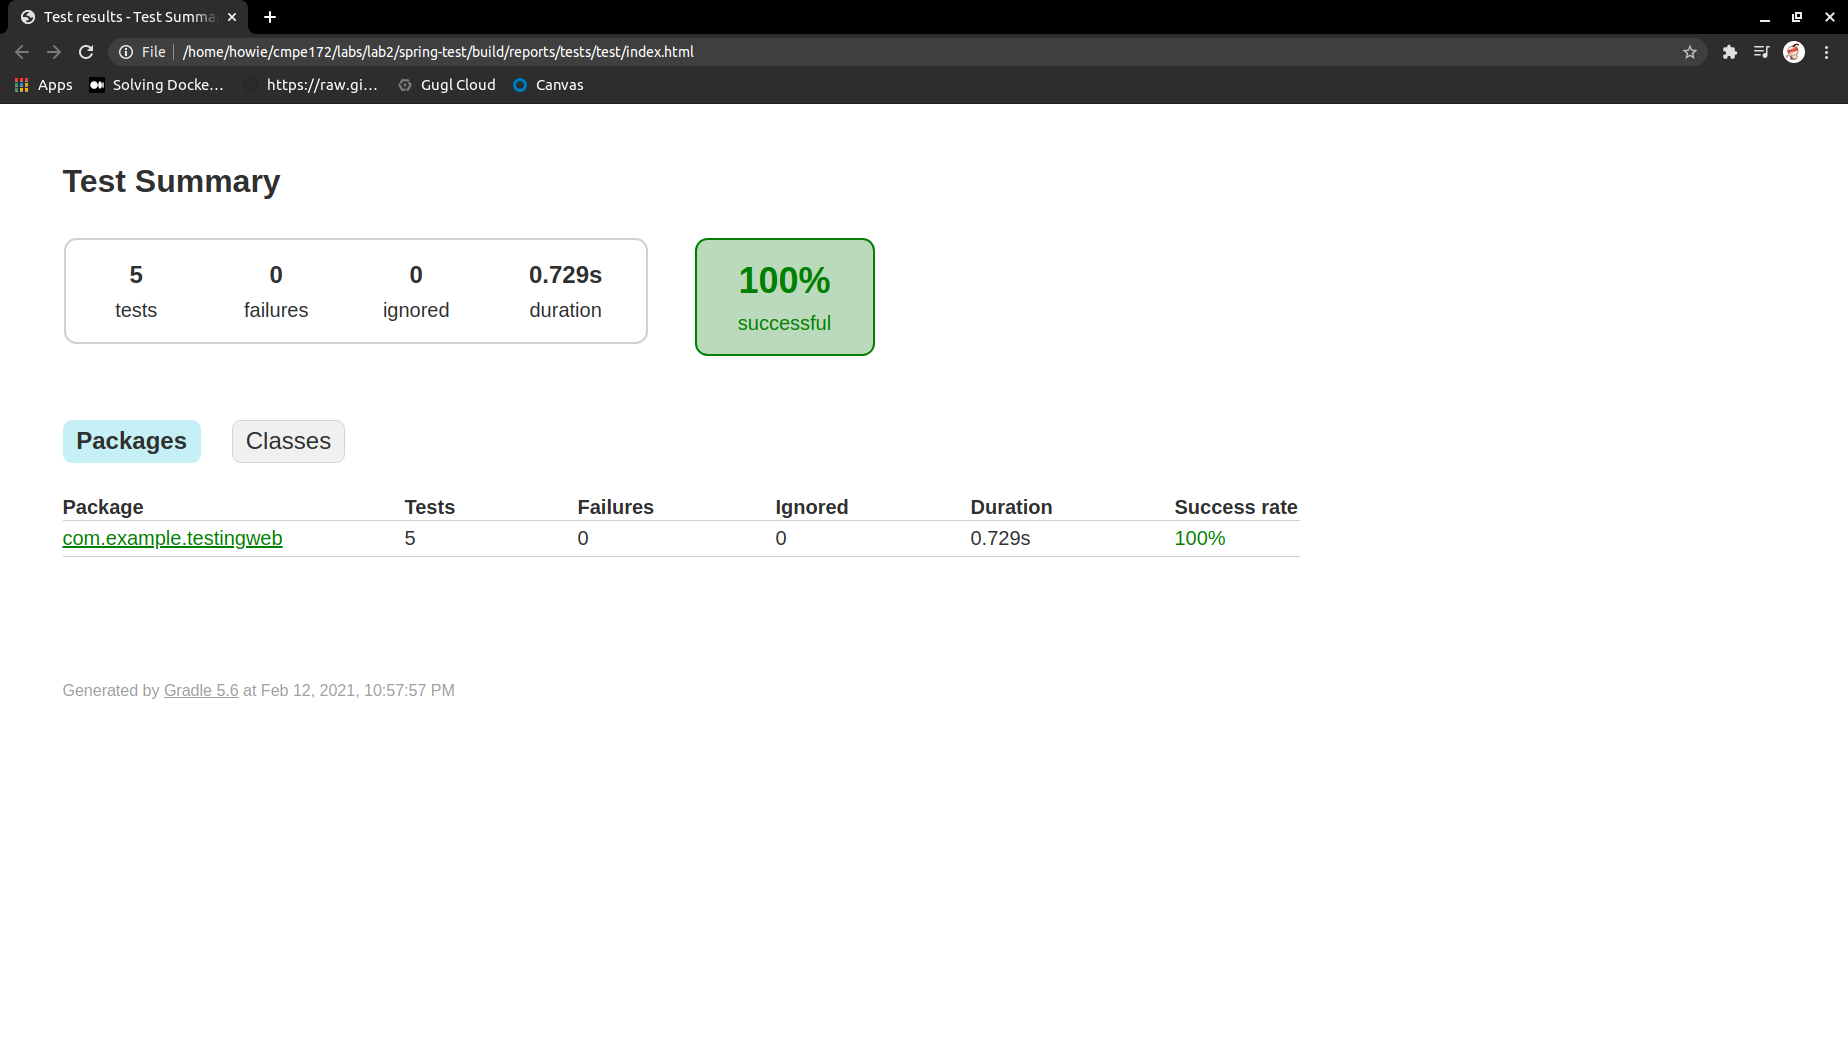 Test results - Test Summa
File /home/howie/cmpe172/labs/lab2/spring-test/build/reports/tests/test/index.html
Apps Solving Docke... https://raw.gi... Gugl Cloud Canvas
Test Summary
5 0 0 0.729s
tests failures ignored duration
100%
successful
Packages Classes
Package Tests Failures Ignored Duration Success rate
com.example.testingweb 5 0 0 0.729s 100%
Generated by Gradle 5.6 at Feb 12, 2021, 10:57:57 PM